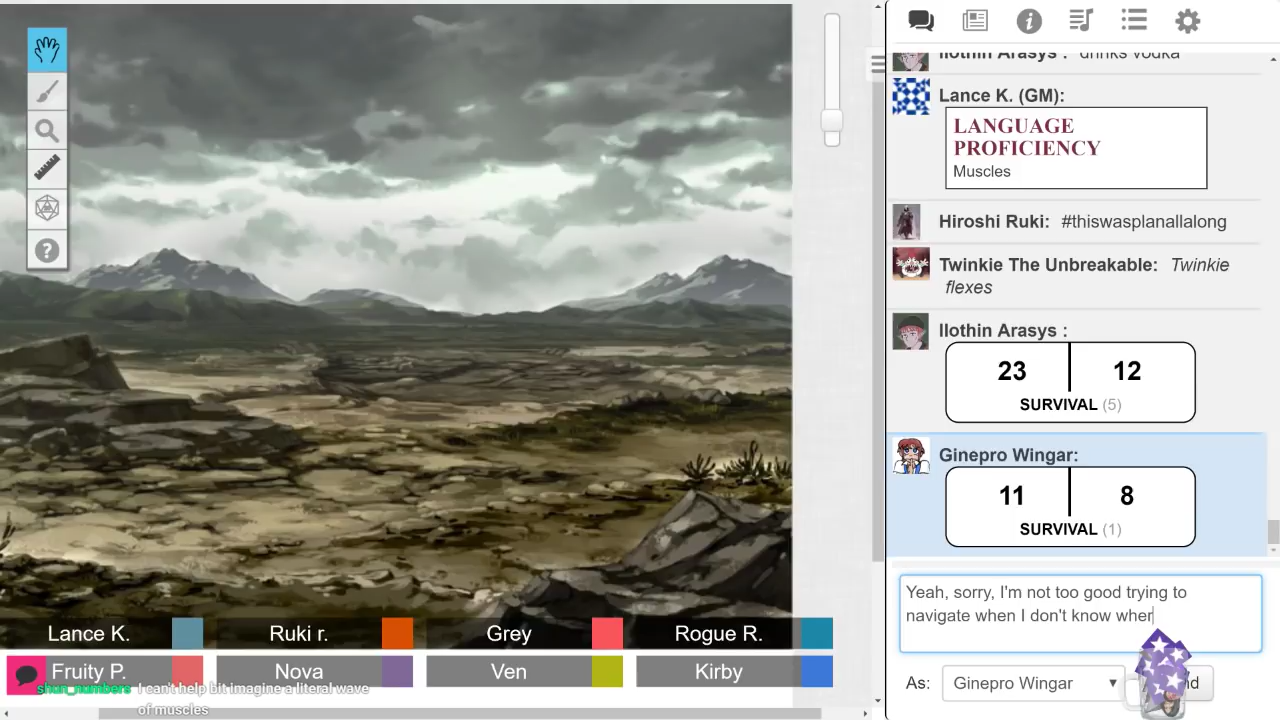 Ilothin Arasys : drinks vodka
Lance K. (GM):
LANGUAGE
PROFICIENCY
Muscles
Hiroshi Ruki: #thiswasplanallalong
Twinkie The Unbreakable: Twinkie
flexes
Ilothin Arasys :
23 12
SURVIVAL (5)
Ginepro Wingar:
11 8
SURVIVAL (1)
Yeah, sorry, I'm not too good trying to
navigate when I don't know wher
As: Ginepro Wingar
Lance K. Ruki r. Grey Rogue R.
Fruity P. Nova Ven Kirby
shun_numbers I can't help bit imagine a literal wave
of muscles